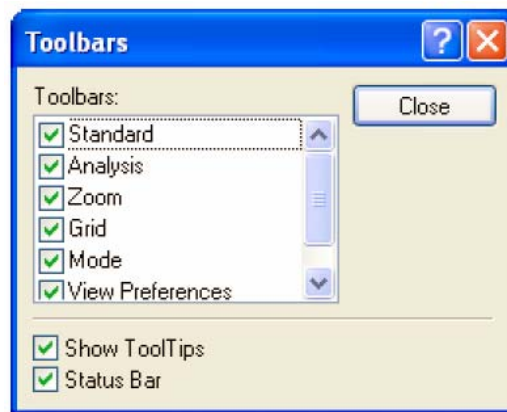 Toolbars
Toolbars:
Close
Standard
Analysis
Zoom
Grid
Mode
View Preferences
Show ToolTips
Status Bar